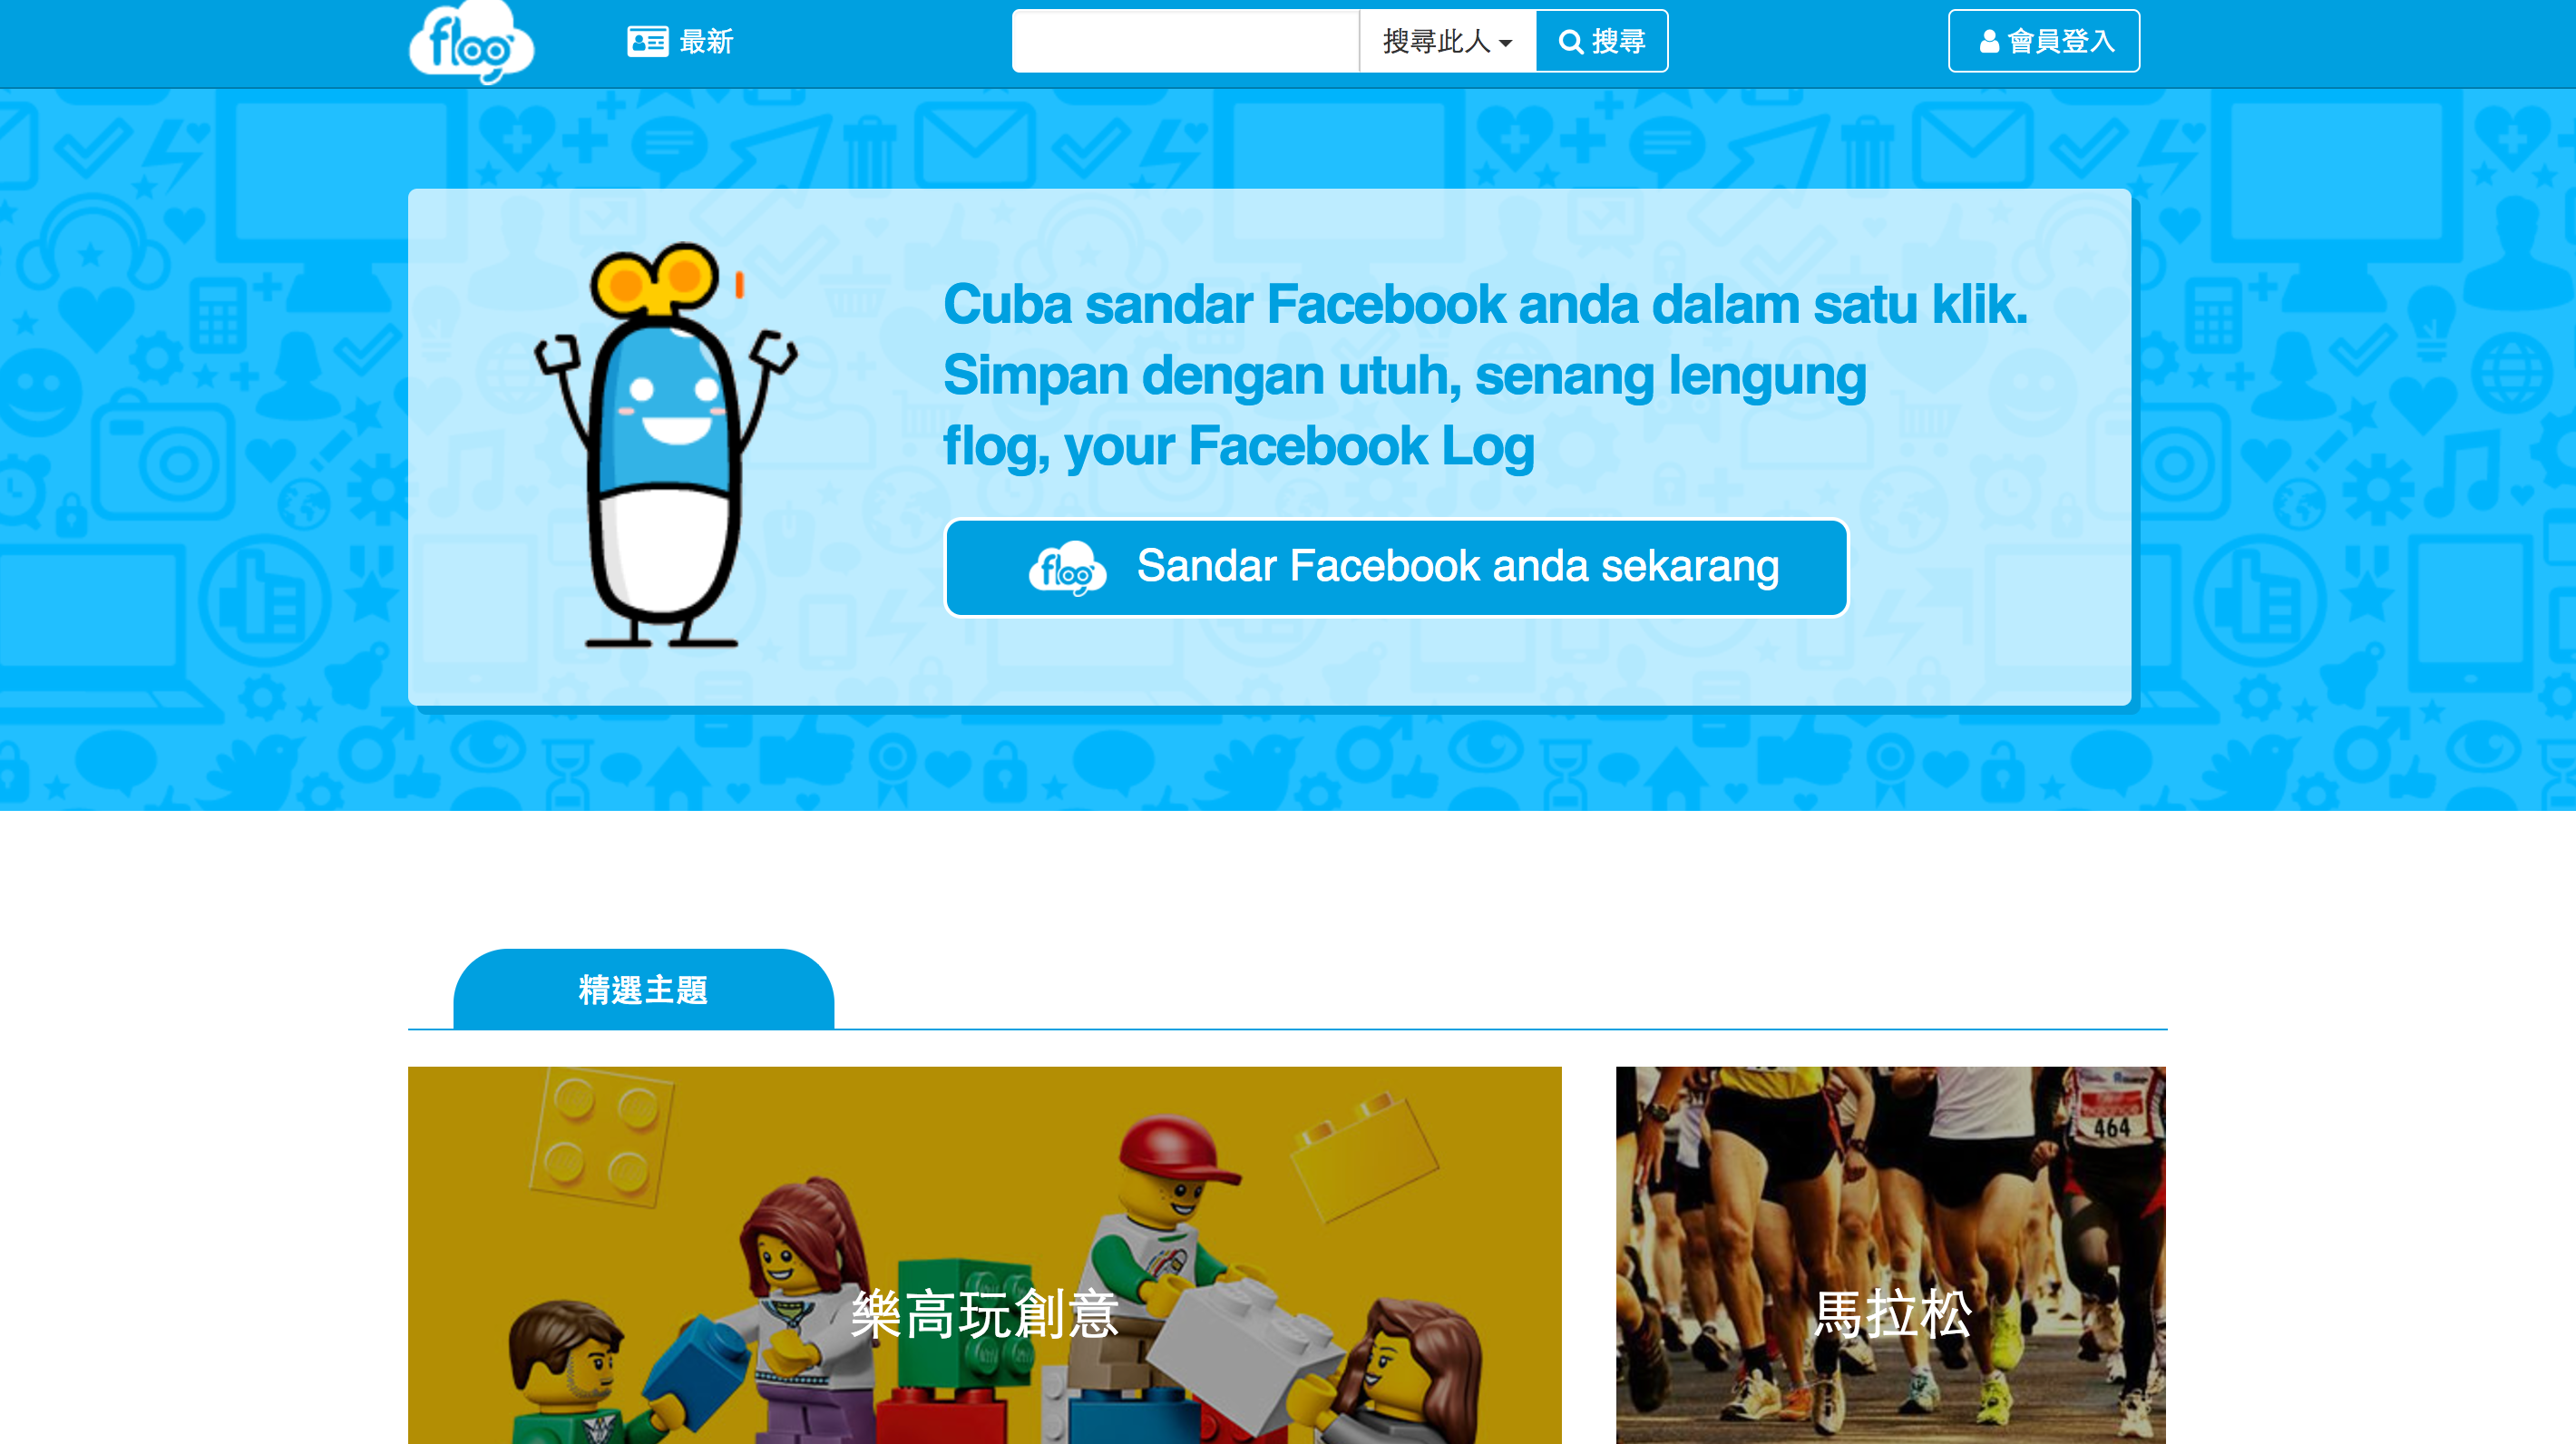 flog
最新
搜尋此人
搜尋
會員登入
Cuba sandar Facebook anda dalam satu klik.
Simpan dengan utuh, senang lengung
flog, your Facebook Log
flog
Sandar Facebook anda sekarang
精選主題
樂高玩創意
馬拉松
464